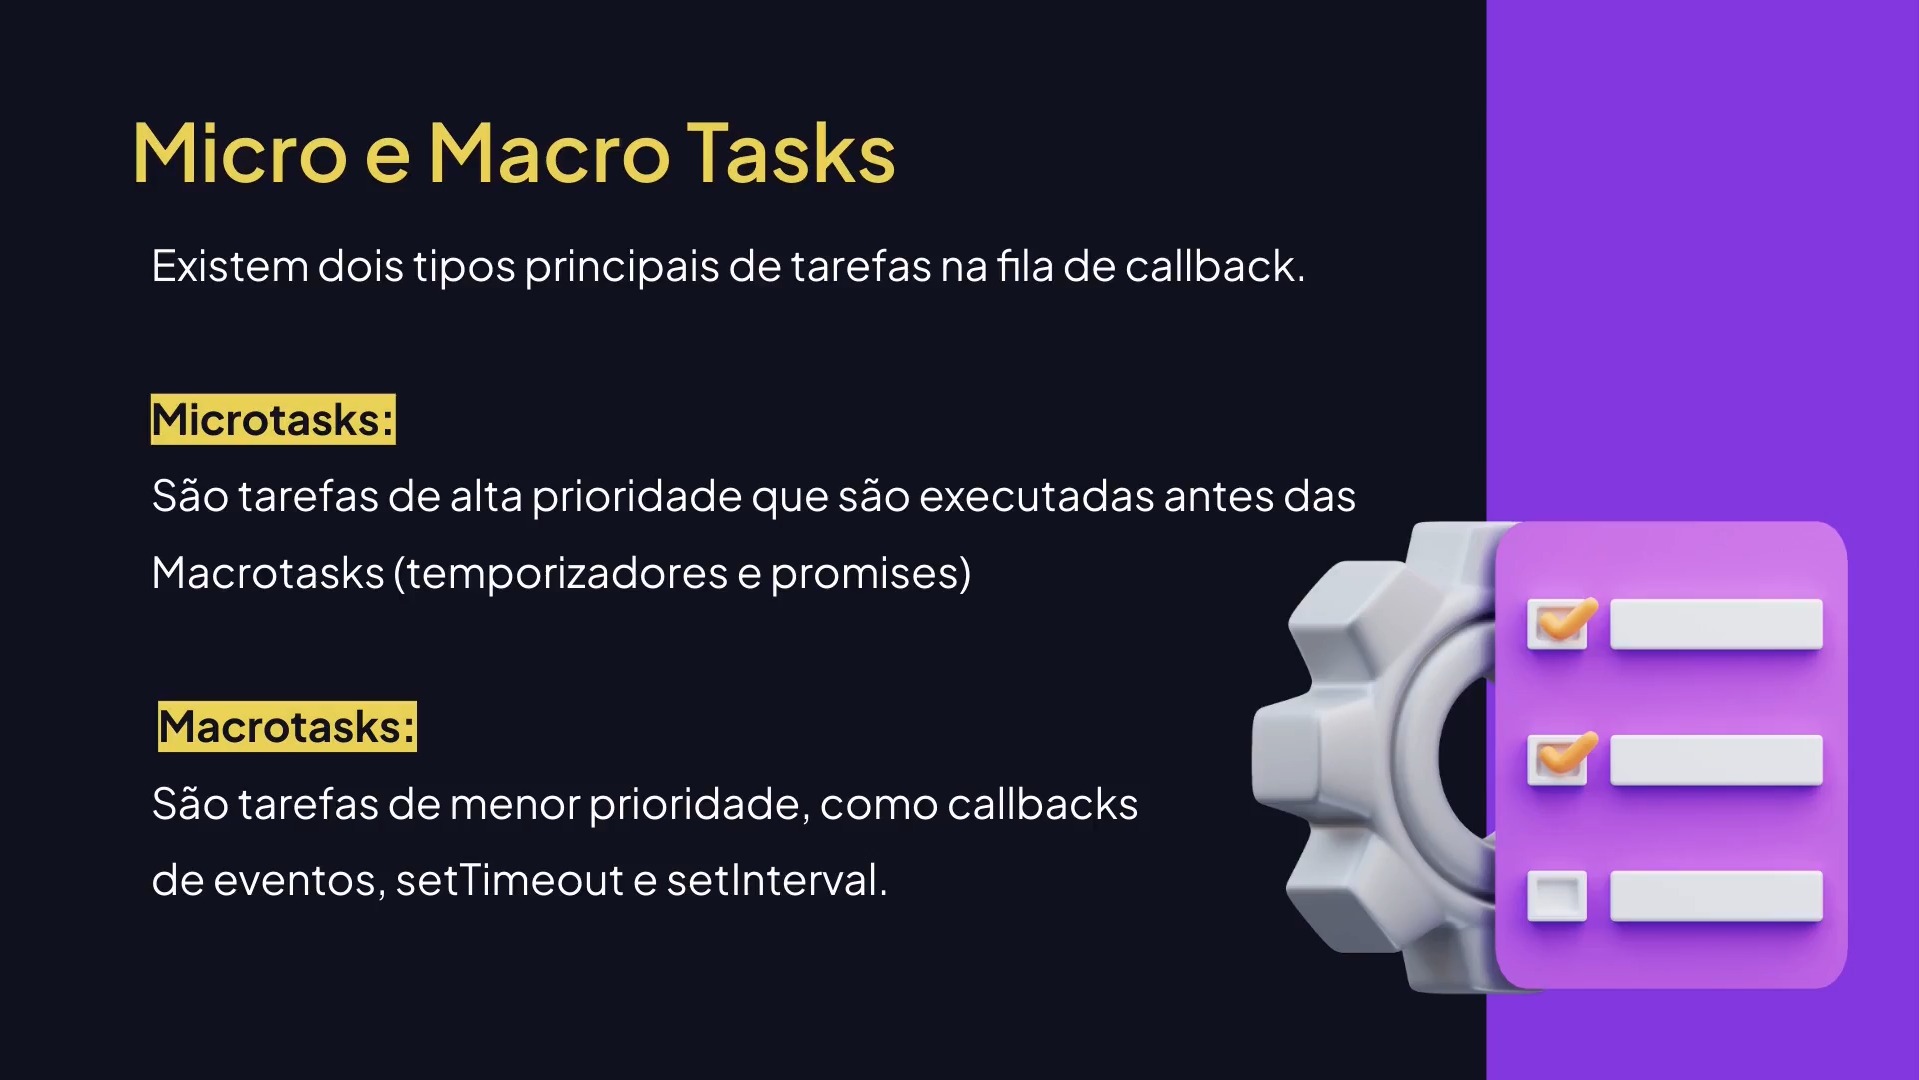 Micro e Macro Tasks
Existem dois tipos principais de tarefas na fila de callback.
Microtasks:
São tarefas de alta prioridade que são executadas antes das
Macrotasks (temporizadores e promises)
Macrotasks:
São tarefas de menor prioridade, como callbacks
de eventos, setTimeout e setInterval.